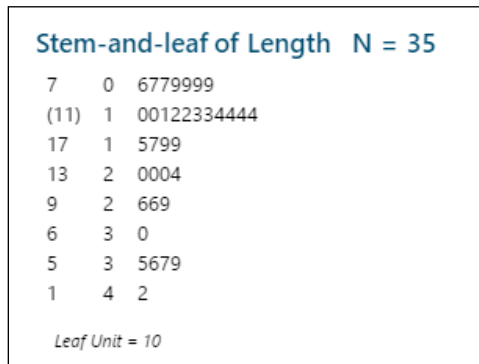 Stem-and-leaf of Length N = 35
7 0 6779999
(11) 1 00122334444
17 1 5799
13 2 0004
9 2 669
6 3 0
5 3 5679
1 4 2
Leaf Unit = 10